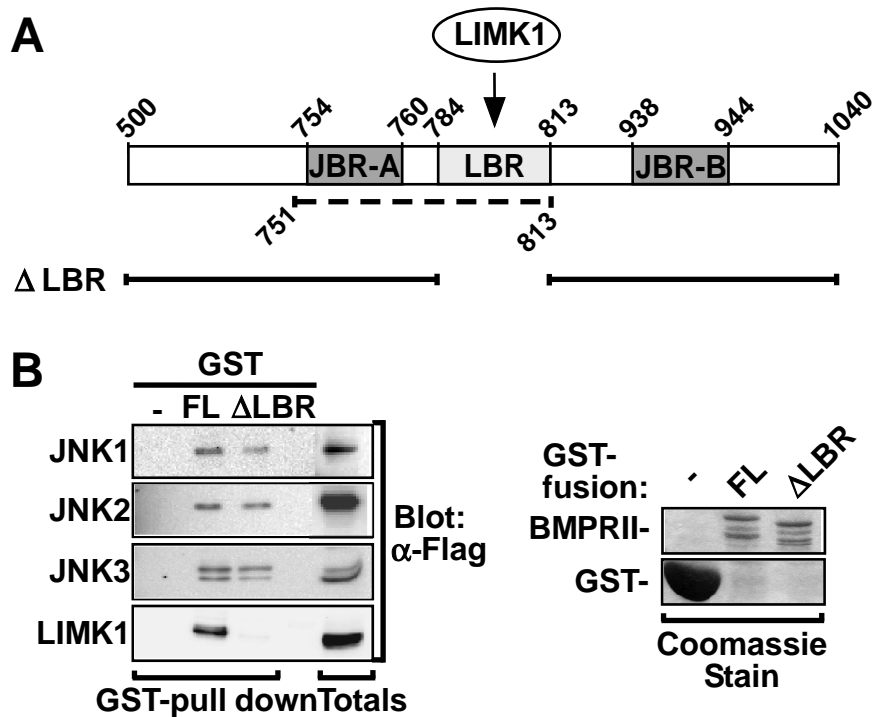 A
LIMK1
500 754 760 784 813 938 944 1040
JBR-A LBR JBR-B
751 813
Δ LBR
B
GST
- FL ΔLBR
JNK1
JNK2
JNK3
LIMK1
Blot:
α-Flag
GST-pull down Totals
GST-
fusion:
- FL ΔLBR
BMPRII-
GST-
Coomassie
Stain